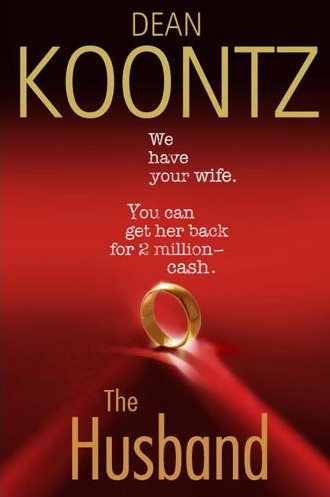 DEAN
KOONTZ
We
have
your wife.
You can
get her back
for 2 million–
cash.
The
Husband